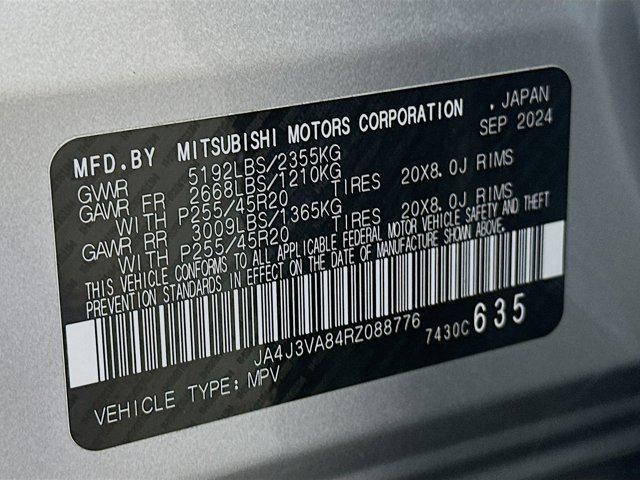 MFD.BY MITSUBISHI MOTORS CORPORATION . JAPAN
SEP 2024
GVWR 5192LBS/2355KG
GAWR FR 2668LBS/1210KG
WITH P255/45R20 TIRES 20X8.0J RIMS
GAWR RR 3009LBS/1365KG
WITH P255/45R20 TIRES 20X8.0J RIMS
THIS VEHICLE CONFORMS TO ALL APPLICABLE FEDERAL MOTOR VEHICLE SAFETY AND THEFT
PREVENTION STANDARDS IN EFFECT ON THE DATE OF MANUFACTURE SHOWN ABOVE.
JA4J3VA84RZ088776 7430C 635
VEHICLE TYPE: MPV